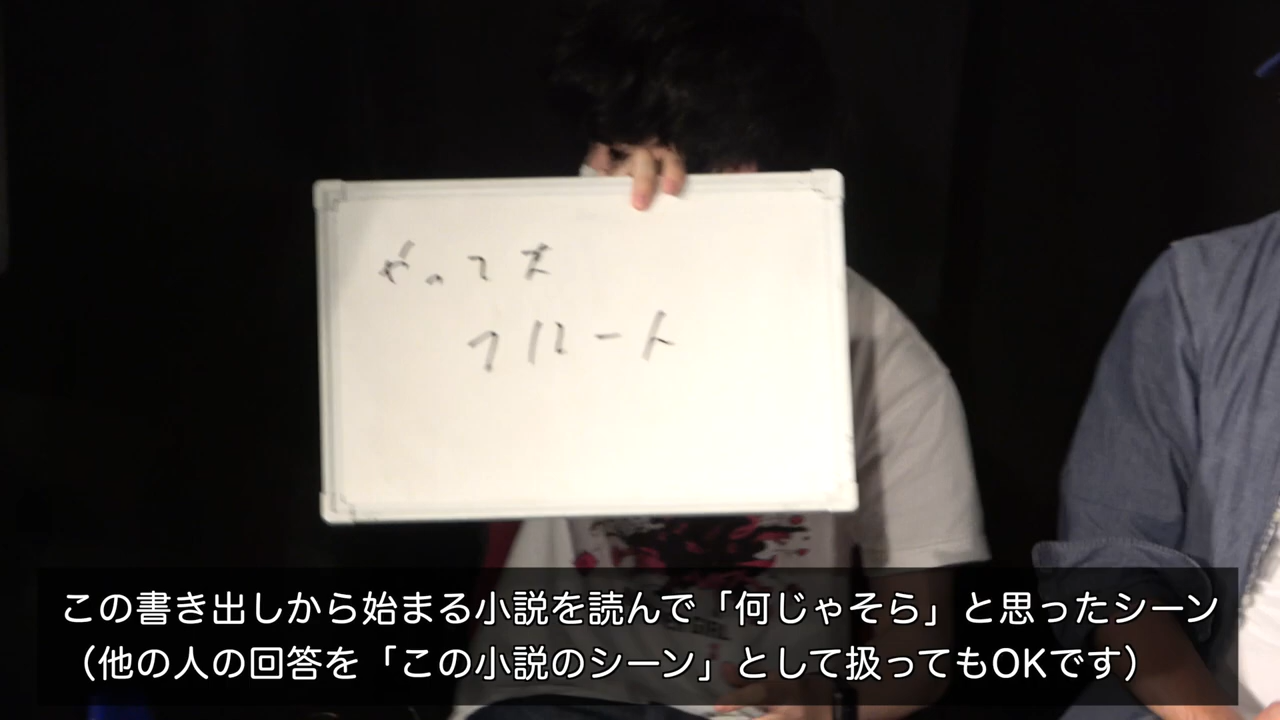 やってネ
フルート
この書き出しから始まる小説を読んで「何じゃそら」と思ったシーン
（他の人の回答を「この小説のシーン」として扱ってもOKです）